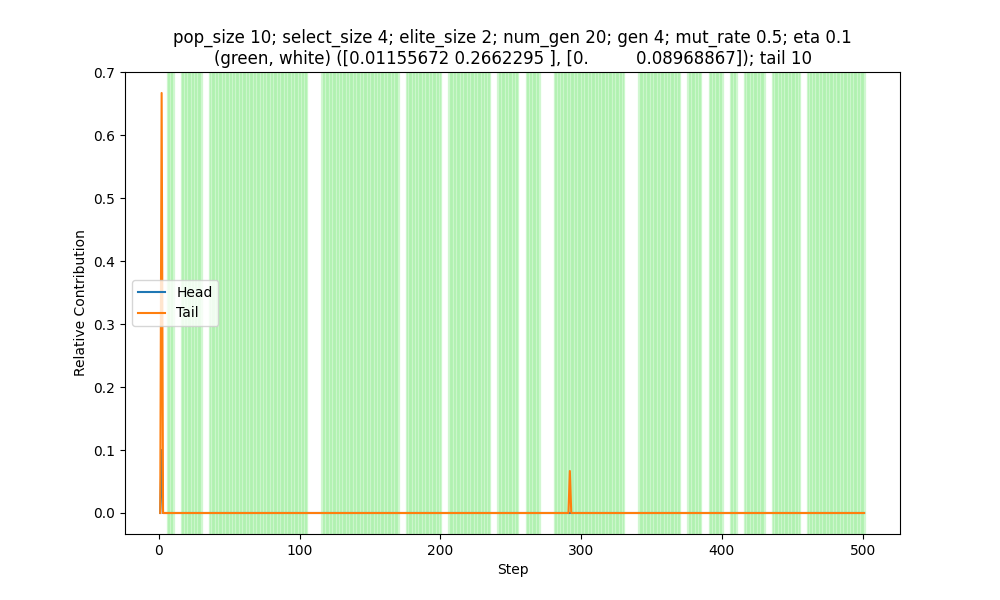 pop_size 10; select_size 4; elite_size 2; num_gen 20; gen 4; mut_rate 0.5; eta 0.1
(green, white) ([0.01155672 0.2662295 ], [0.         0.08968867]); tail 10
0.7
0.6
0.5
0.4
0.3
0.2
0.1
0.0
Relative Contribution
Head
Tail
0
100
200
300
400
500
Step